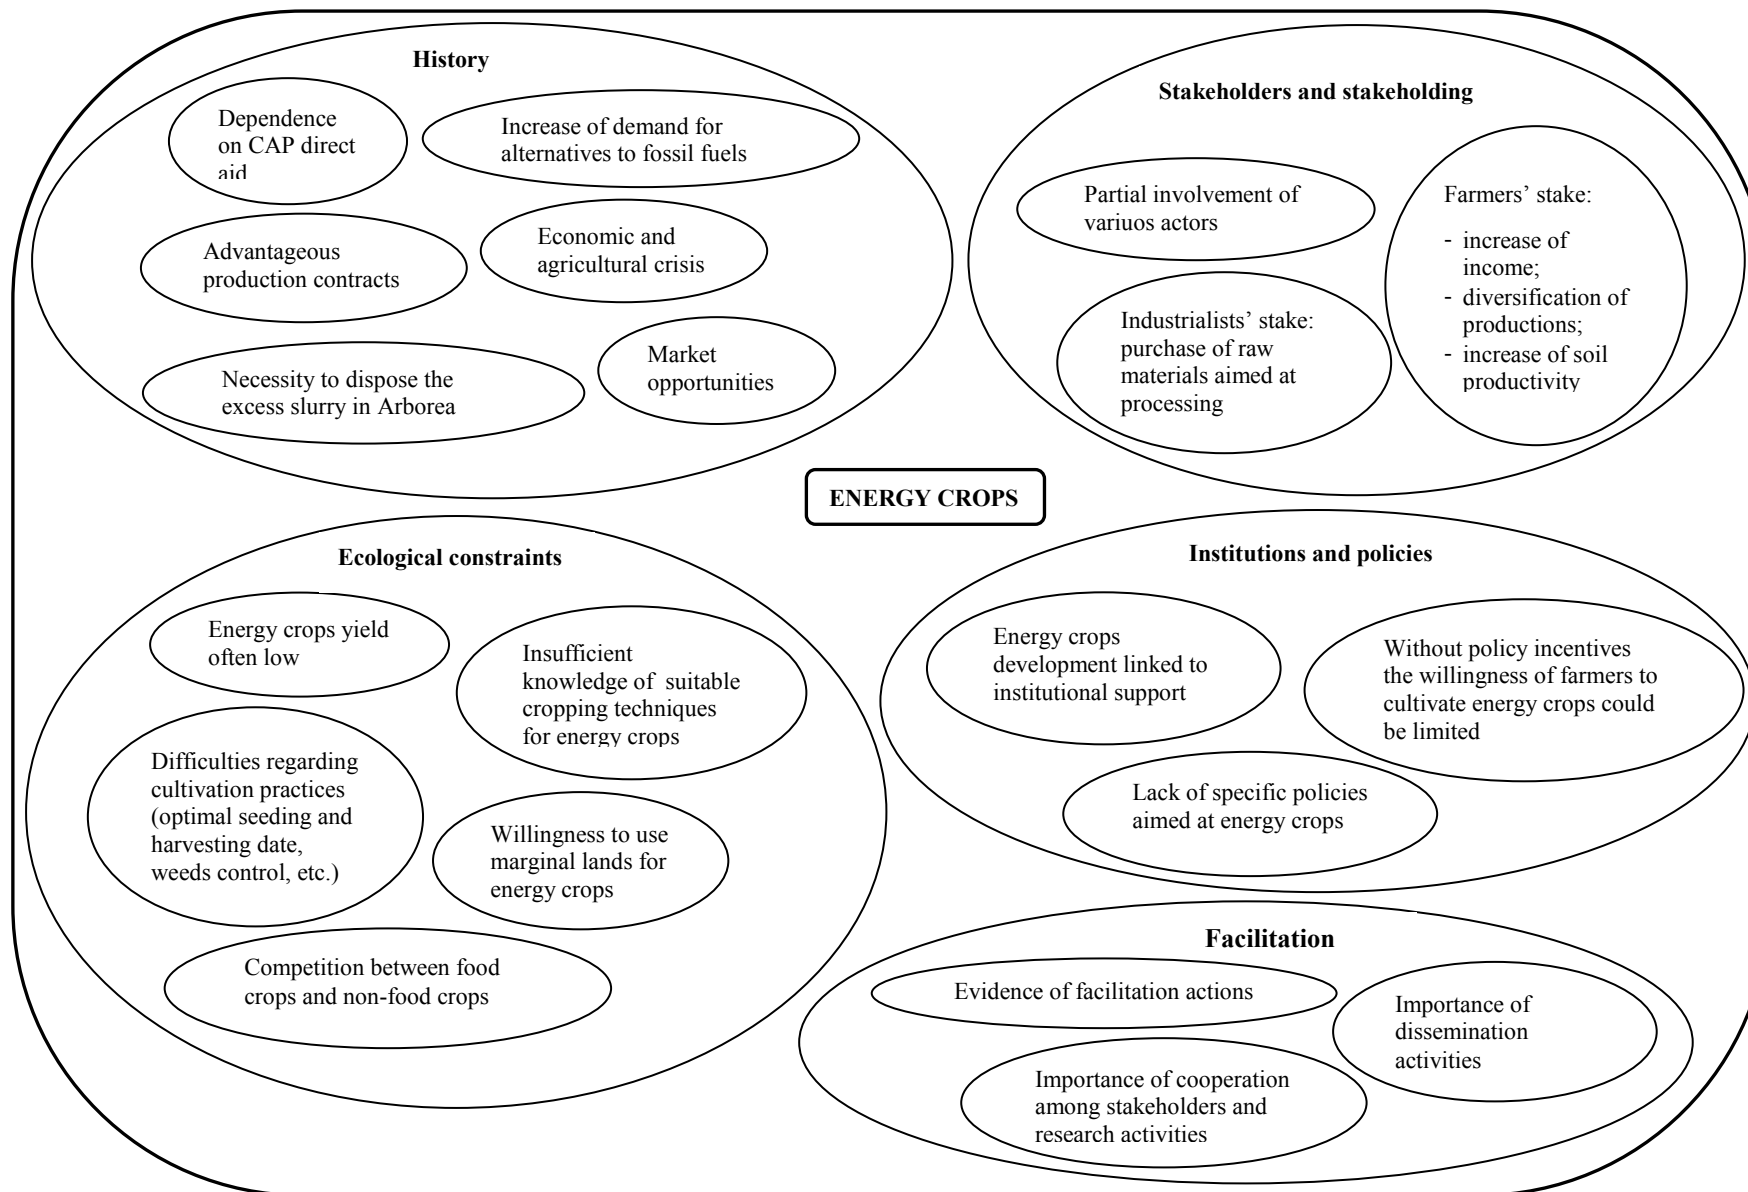 History
Dependence
on CAP direct
aid
Increase of demand for
alternatives to fossil fuels
Advantageous
production contracts
Economic and
agricultural crisis
Necessity to dispose the
excess slurry in Arborea
Market
opportunities
Stakeholders and stakeholding
Partial involvement of
variuos actors
Industrialists’ stake:
purchase of raw
materials aimed at
processing
Farmers’ stake:
- increase of
income;
- diversification of
productions;
- increase of soil
productivity
ENERGY CROPS
Ecological constraints
Energy crops yield
often low
Insufficient
knowledge of suitable
cropping techniques
for energy crops
Difficulties regarding
cultivation practices
(optimal seeding and
harvesting date,
weeds control, etc.)
Willingness to use
marginal lands for
energy crops
Competition between food
crops and non-food crops
Institutions and policies
Energy crops
development linked to
institutional support
Without policy incentives
the willingness of farmers to
cultivate energy crops could
be limited
Lack of specific policies
aimed at energy crops
Facilitation
Evidence of facilitation actions
Importance of
dissemination
activities
Importance of cooperation
among stakeholders and
research activities